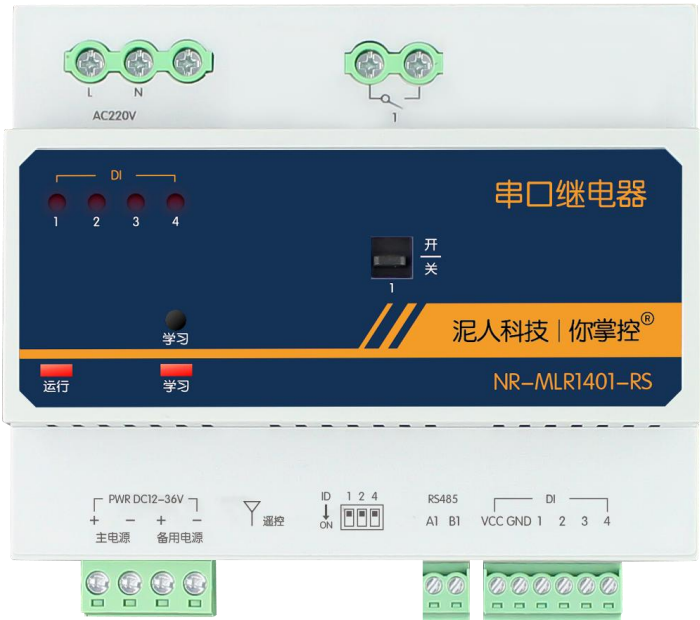 L N
AC220V
1
DI
1 2 3 4
串口继电器
开
关
1
学习
泥人科技|你掌控®
运行 学习
NR-MLR1401-RS
PWR DC12-36V
+ - + -
主电源 备用电源
遥控
ID 1 2 4
ON
RS485
A1 B1
DI
VCC GND 1 2 3 4